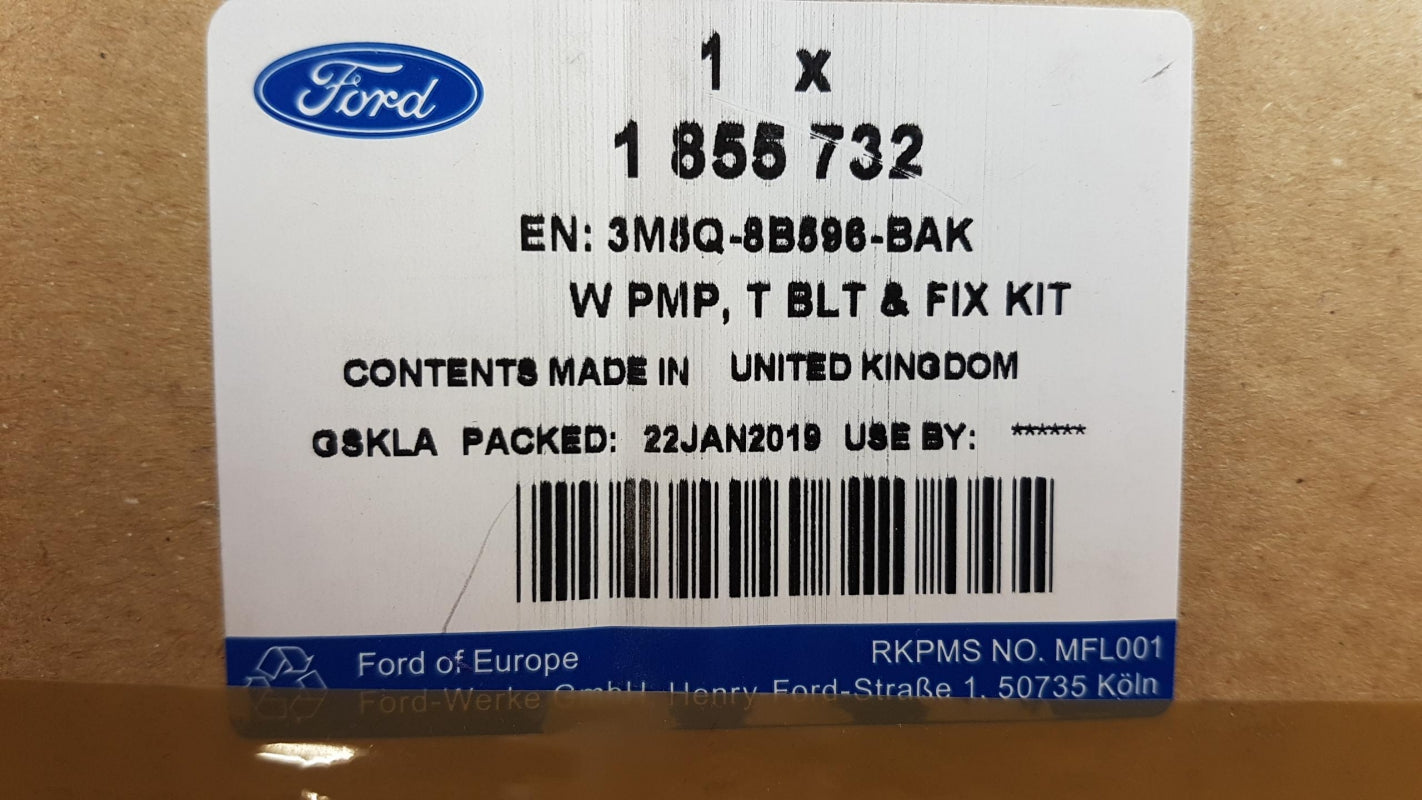 Ford
1 x
1 855 732
EN: 3M5Q-8B596-BAK
W PMP, T BLT & FIX KIT
CONTENTS MADE IN UNITED KINGDOM
GSKLA PACKED: 22JAN2019 USE BY: ******
Ford of Europe
RKPMS NO. MFL001
Ford-Werke GmbH, Henry Ford-Straße 1, 50735 Köln